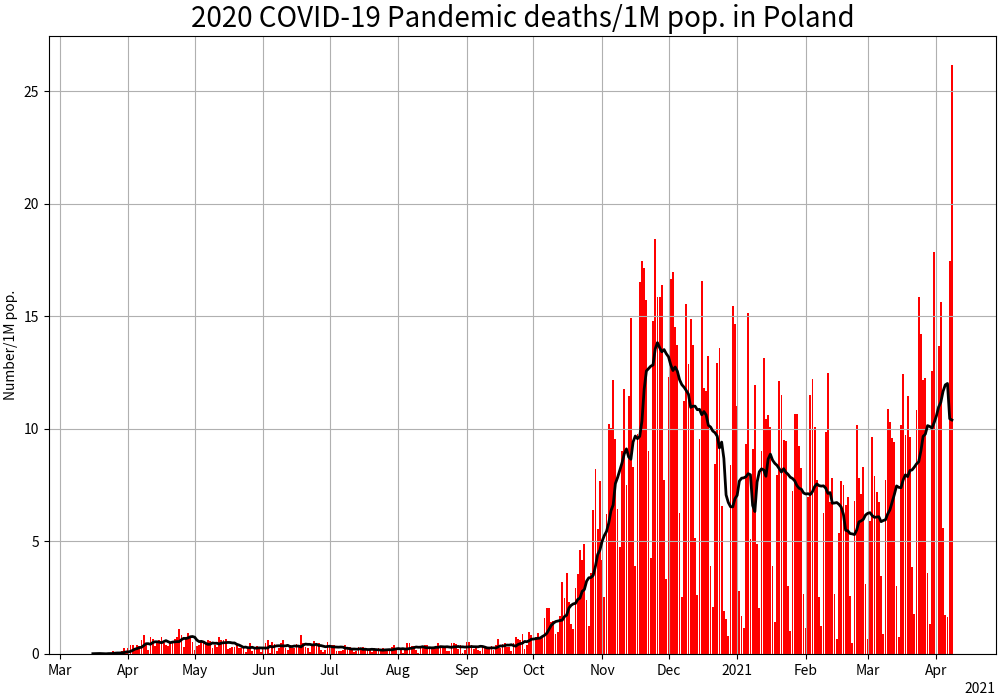 2020 COVID-19 Pandemic deaths/1M pop. in Poland
Number/1M pop.
25
20
15
10
5
0
Mar Apr May Jun Jul Aug Sep Oct Nov Dec 2021 Feb Mar Apr
2021